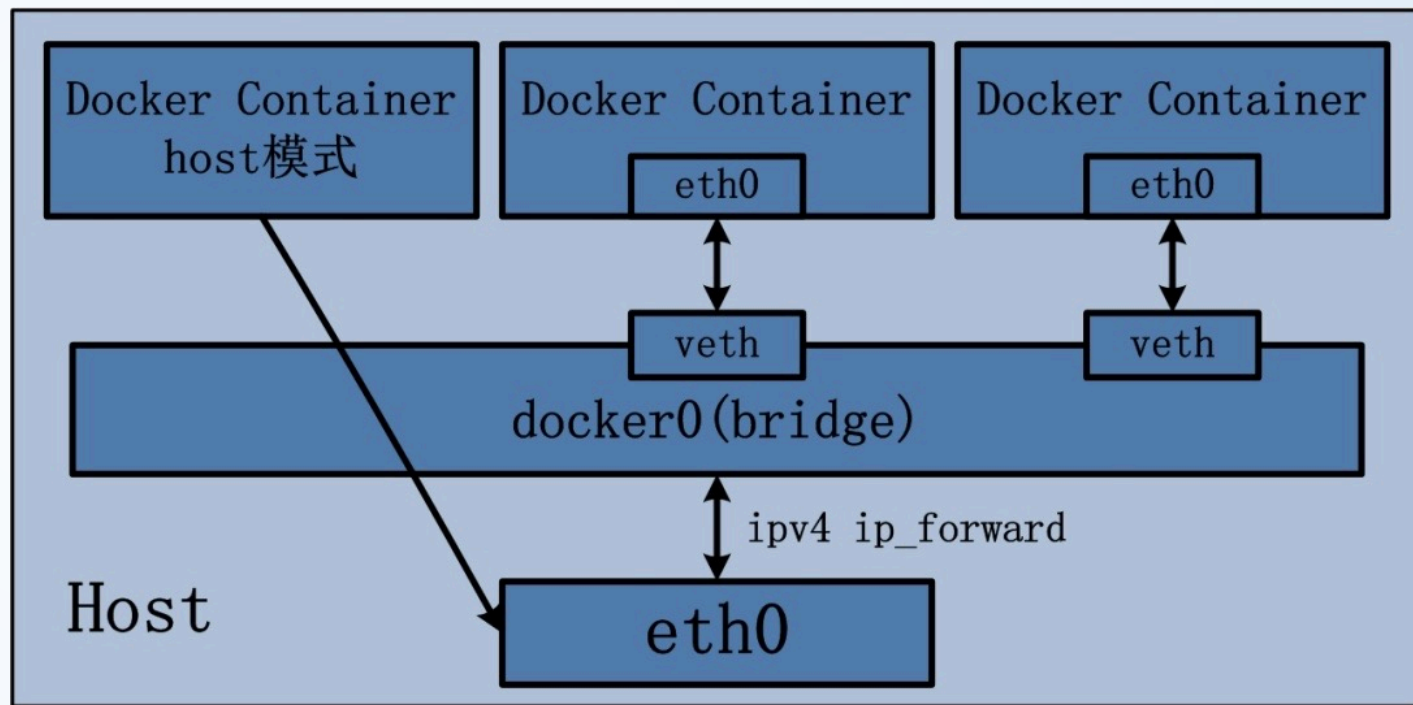 Docker Container
host模式
Docker Container
eth0
Docker Container
eth0
veth
veth
docker0(bridge)
ipv4 ip_forward
Host
eth0